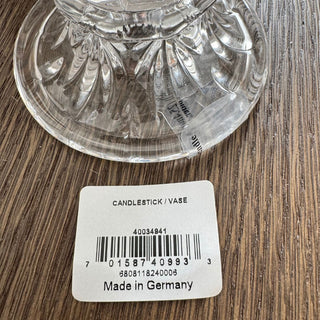 CANDLESTICK / VASE
40034941
7 01587 40993 3
6808118240006
Made in Germany